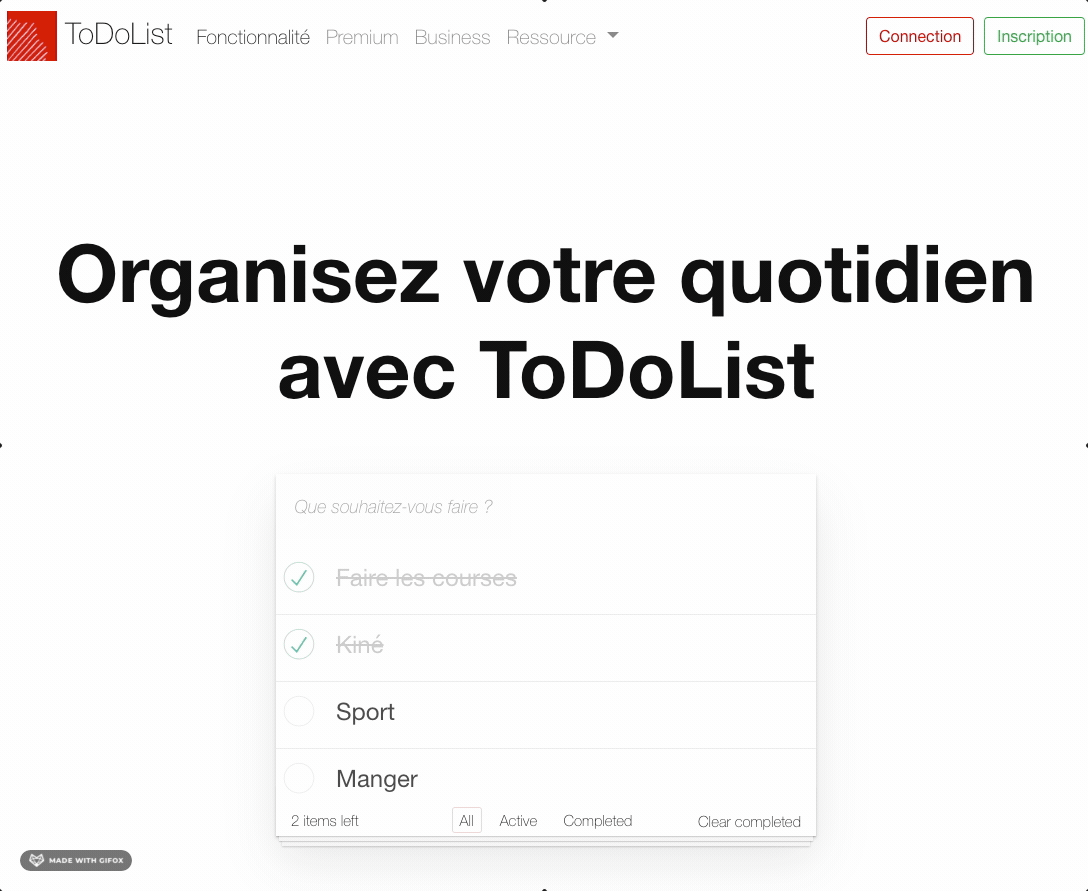 ToDoList Fonctionnalité Premium Business Ressource Connection Inscription
Organisez votre quotidien
avec ToDoList
Que souhaitez-vous faire ?
Faire les courses
Kiné
Sport
Manger
2 items left All Active Completed Clear completed
MADE WITH GIFOX